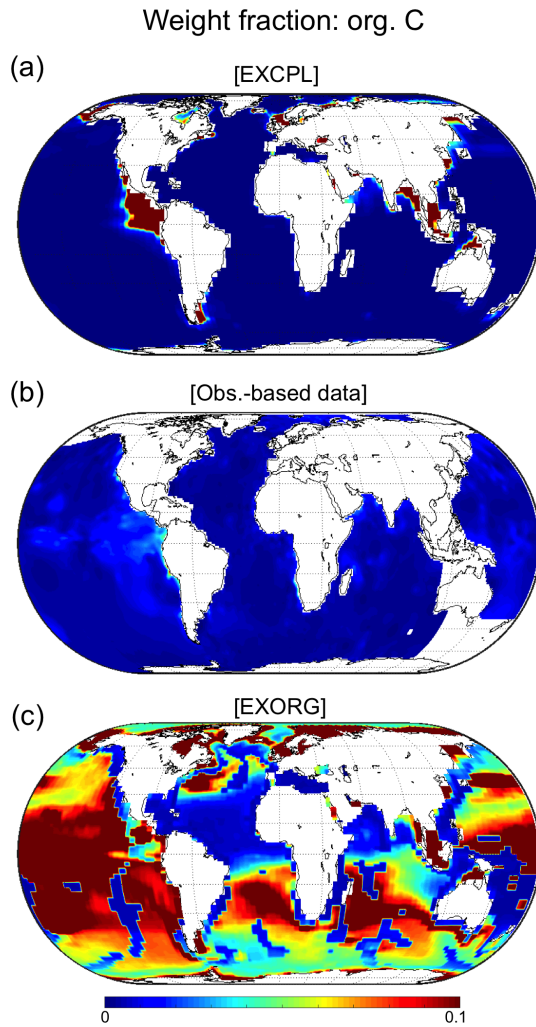 Weight fraction: org. C
(a)
[EXCPL]
(b)
[Obs.-based data]
(c)
[EXORG]
0
0.1